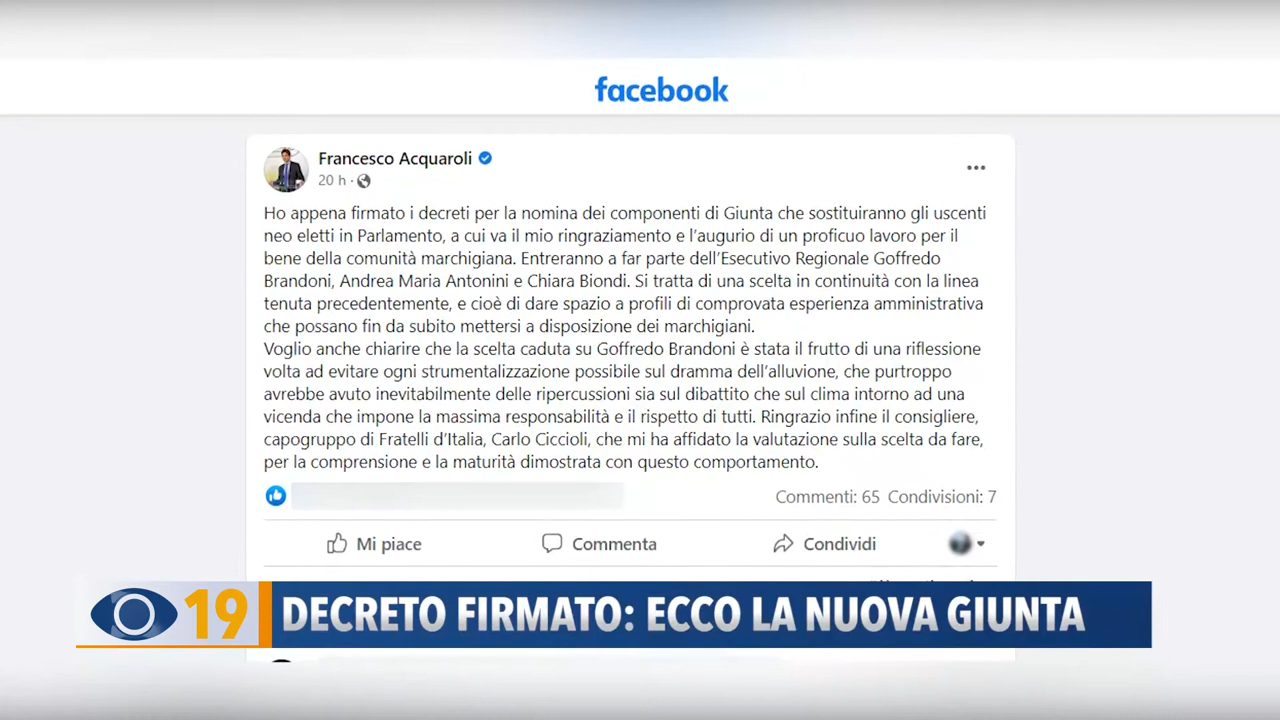 facebook
Francesco Acquaroli
20 h ·
Ho appena firmato i decreti per la nomina dei componenti di Giunta che sostituiranno gli uscenti
neo eletti in Parlamento, a cui va il mio ringraziamento e l'augurio di un proficuo lavoro per il
bene della comunità marchigiana. Entreranno a far parte dell'Esecutivo Regionale Goffredo
Brandoni, Andrea Maria Antonini e Chiara Biondi. Si tratta di una scelta in continuità con la linea
tenuta precedentemente, e cioè di dare spazio a profili di comprovata esperienza amministrativa
che possano fin da subito mettersi a disposizione dei marchigiani.
Voglio anche chiarire che la scelta caduta su Goffredo Brandoni è stata il frutto di una riflessione
volta ad evitare ogni strumentalizzazione possibile sul dramma dell'alluvione, che purtroppo
avrebbe avuto inevitabilmente delle ripercussioni sia sul dibattito che sul clima intorno ad una
vicenda che impone la massima responsabilità e il rispetto di tutti. Ringrazio infine il consigliere,
capogruppo di Fratelli d'Italia, Carlo Ciccioli, che mi ha affidato la valutazione sulla scelta da fare,
per la comprensione e la maturità dimostrata con questo comportamento.
Commenti: 65 Condivisioni: 7
Mi piace Commenta Condividi
19 DECRETO FIRMATO: ECCO LA NUOVA GIUNTA